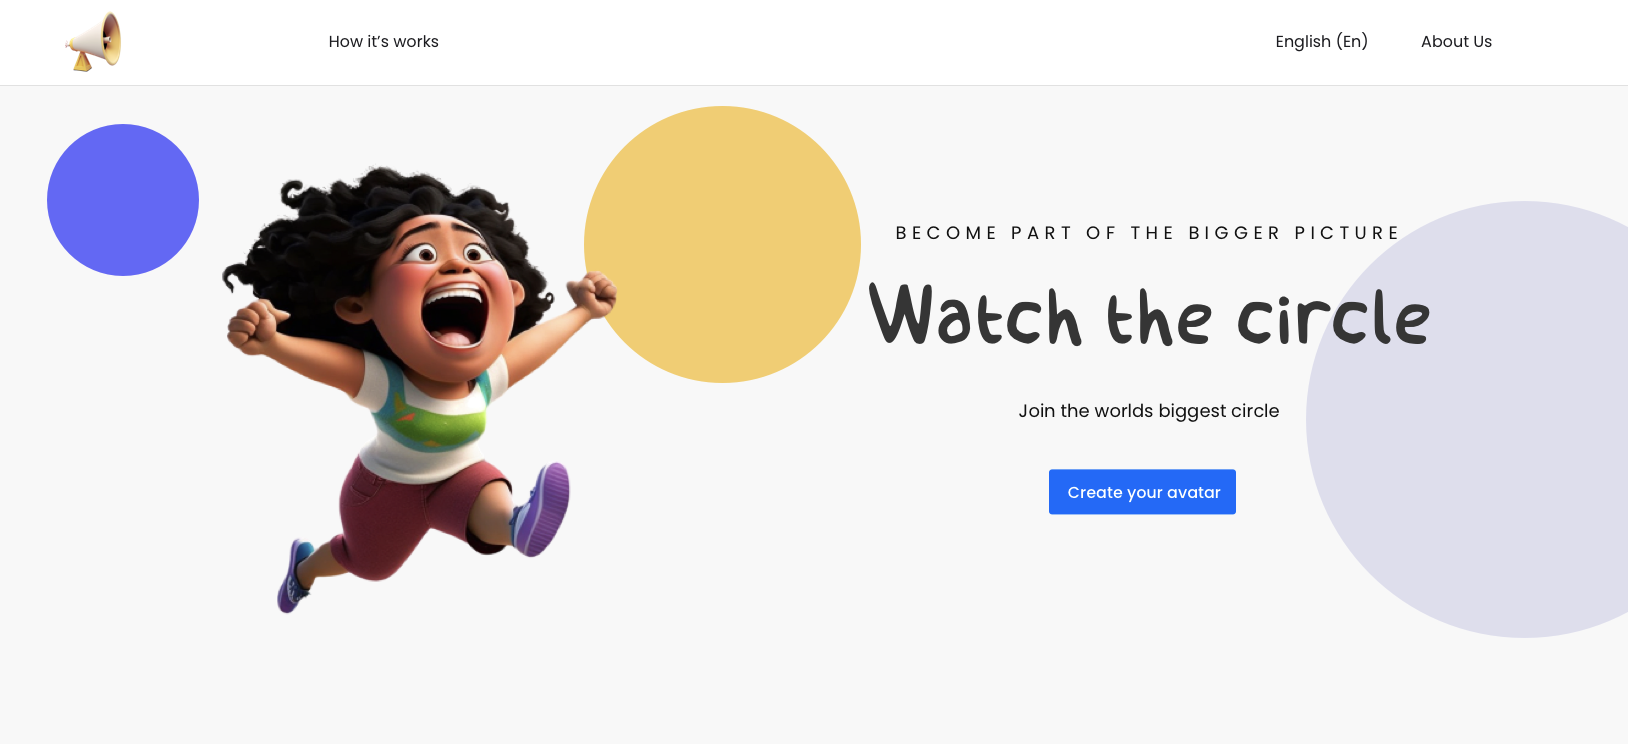 How it’s works
English (En)
About Us
BECOME PART OF THE BIGGER PICTURE
Watch the circle
Join the worlds biggest circle
Create your avatar